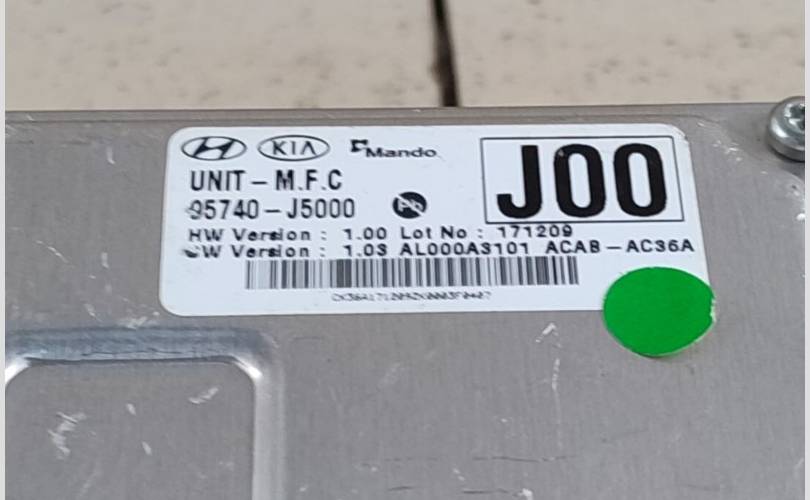 HYUNDAI KIA Mando
UNIT - M.F.C
95740 - J5000 Pb
J00
HW Version : 1.00 Lot No : 171209
SW Version : 1.03 AL000A3101 ACAB - AC36A